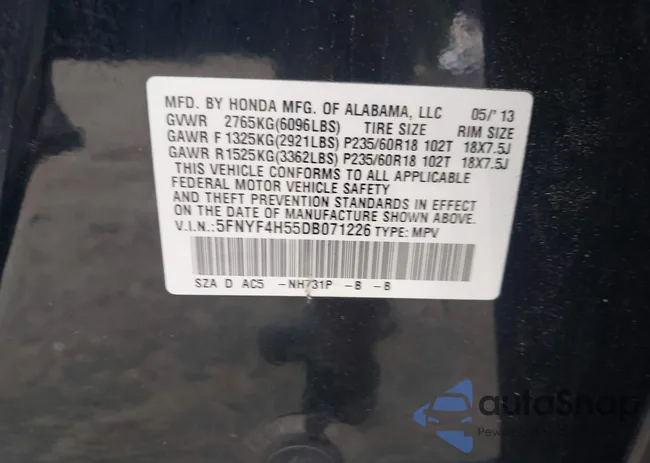 MFD. BY HONDA MFG. OF ALABAMA, LLC 05/'13
GVWR 2765KG(6096LBS) TIRE SIZE RIM SIZE
GAWR F 1325KG(2921LBS) P235/60R18 102T 18X7.5J
GAWR R1525KG(3362LBS) P235/60R18 102T 18X7.5J
THIS VEHICLE CONFORMS TO ALL APPLICABLE
FEDERAL MOTOR VEHICLE SAFETY
AND THEFT PREVENTION STANDARDS IN EFFECT
ON THE DATE OF MANUFACTURE SHOWN ABOVE.
V.I.N.:5FNYF4H55DB071226 TYPE: MPV
SZA D AC5 -NH731P -B -B
autoSnap
Powered